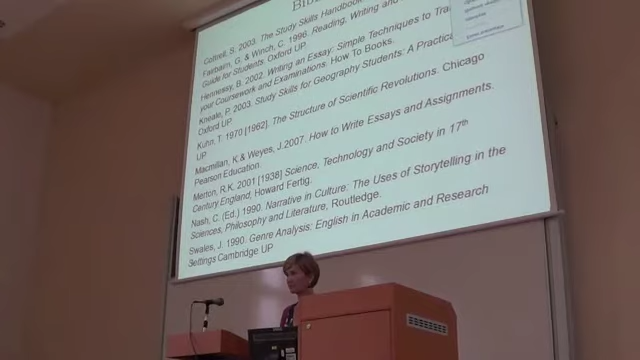 Cottrell, S. 2003. The Study Skills Handbook
Fairbairn, G. & Winch, C. 1996. Reading, Writing and
Guide for Students. Oxford UP
Hennessy, B. 2002. Writing an Essay: Simple Techniques to
your Coursework and Examinations. How To Books.
Kneale, P. 2003. Study Skills for Geography Students: A Practical
Oxford UP
Kuhn, T. 1970 [1962]. The Structure of Scientific Revolutions. Chicago
UP
Macmillan, K & Weyes, J.2007. How to Write Essays and Assignments.
Pearson Education.
Merton, R.K. 2001 [1938] Science, Technology and Society in 17th
Century England, Howard Fertig.
Nash, C. (Ed.) 1990. Narrative in Culture: The Uses of Storytelling in the
Sciences, Philosophy and Literature, Routledge.
Swales, J. 1990. Genre Analysis: English in Academic and Research
Settings Cambridge UP